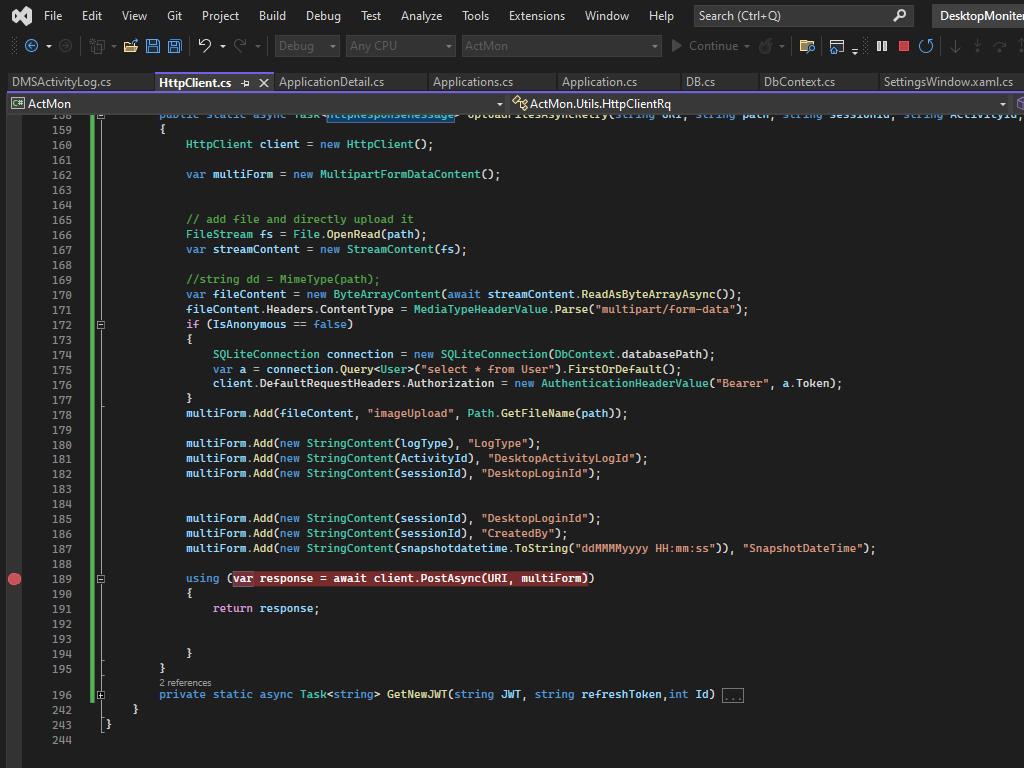 File Edit View Git Project Build Debug Test Analyze Tools Extensions Window Help Search (Ctrl+Q) DesktopMoniter
Debug Any CPU ActMon Continue
DMSActivityLog.cs HttpClient.cs ApplicationDetail.cs Applications.cs Application.cs DB.cs DbContext.cs SettingsWindow.xaml.cs
C# ActMon ActMon.Utils.HttpClientRq
158 public static async Task<HttpResponseMessage> UploadFilesAsyncRetry(string URI, string path, string sessionId, string ActivityId,
159 {
160 HttpClient client = new HttpClient();
161
162 var multiForm = new MultipartFormDataContent();
163
164
165 // add file and directly upload it
166 FileStream fs = File.OpenRead(path);
167 var streamContent = new StreamContent(fs);
168
169 //string dd = MimeType(path);
170 var fileContent = new ByteArrayContent(await streamContent.ReadAsByteArrayAsync());
171 fileContent.Headers.ContentType = MediaTypeHeaderValue.Parse("multipart/form-data");
172 if (IsAnonymous == false)
173 {
174 SQLiteConnection connection = new SQLiteConnection(DbContext.databasePath);
175 var a = connection.Query<User>("select * from User").FirstOrDefault();
176 client.DefaultRequestHeaders.Authorization = new AuthenticationHeaderValue("Bearer", a.Token);
177 }
178 multiForm.Add(fileContent, "imageUpload", Path.GetFileName(path));
179
180 multiForm.Add(new StringContent(logType), "LogType");
181 multiForm.Add(new StringContent(ActivityId), "DesktopActivityLogId");
182 multiForm.Add(new StringContent(sessionId), "DesktopLoginId");
183
184
185 multiForm.Add(new StringContent(sessionId), "DesktopLoginId");
186 multiForm.Add(new StringContent(sessionId), "CreatedBy");
187 multiForm.Add(new StringContent(snapshotdatetime.ToString("ddMMMMyyyy HH:mm:ss")), "SnapshotDateTime");
188
189 using (var response = await client.PostAsync(URI, multiForm))
190 {
191 return response;
192
193
194 }
195 }
2 references
196 private static async Task<string> GetNewJWT(string JWT, string refreshToken,int Id) ...
242 }
243 }
244